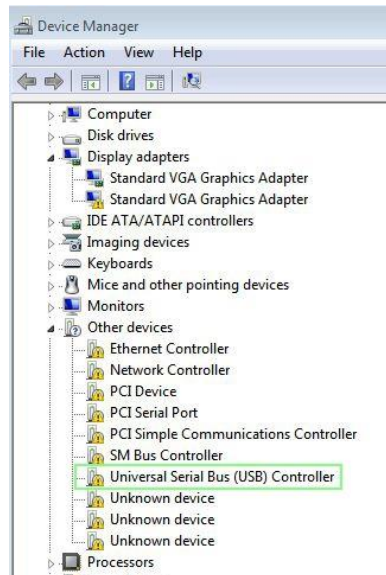 Device Manager
File Action View Help
Computer
Disk drives
Display adapters
Standard VGA Graphics Adapter
Standard VGA Graphics Adapter
IDE ATA/ATAPI controllers
Imaging devices
Keyboards
Mice and other pointing devices
Monitors
Other devices
Ethernet Controller
Network Controller
PCI Device
PCI Serial Port
PCI Simple Communications Controller
SM Bus Controller
Universal Serial Bus (USB) Controller
Unknown device
Unknown device
Unknown device
Processors